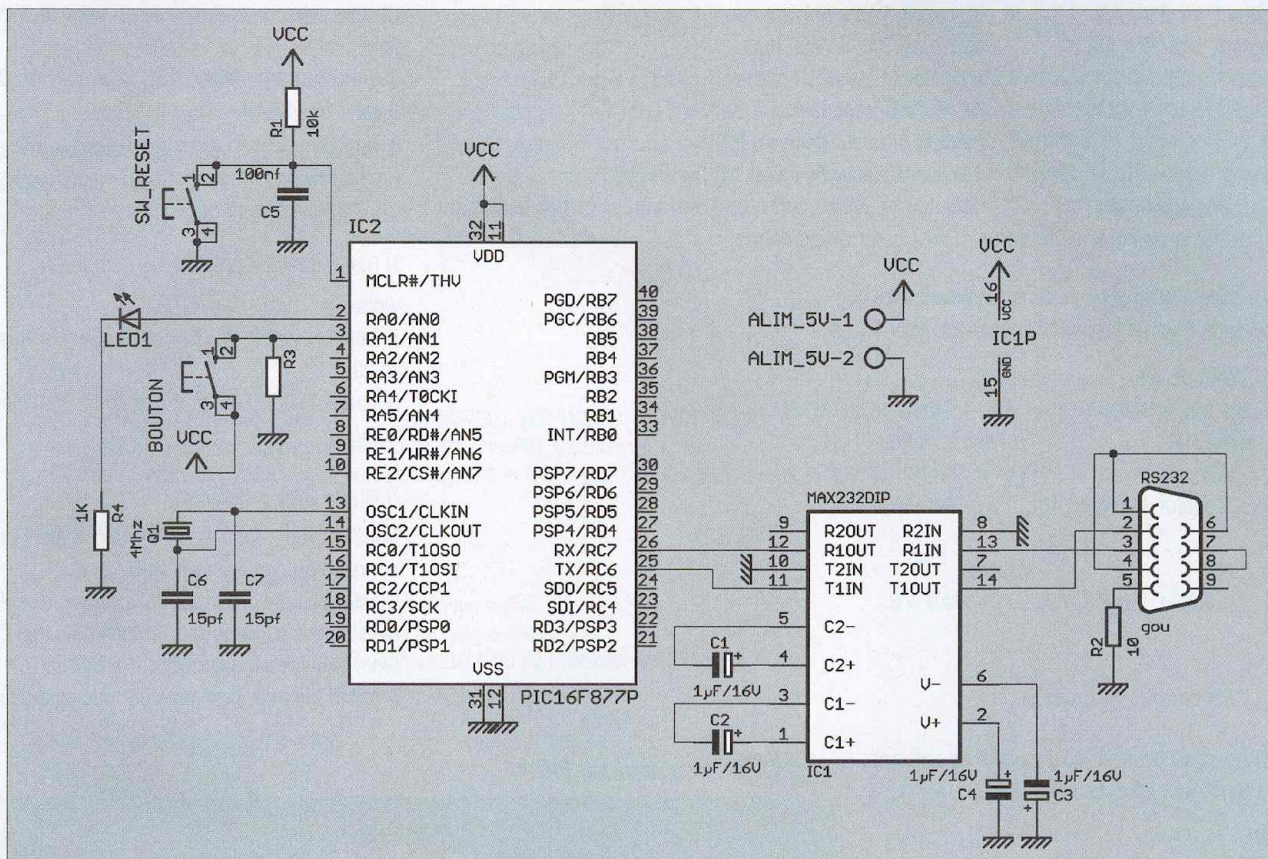 VCC
R1
10k
SW_RESET
1
2
3
4
100nf
C5
VCC
32
11
IC2
VDD
1
MCLR#/THV
2
RA0/AN0
3
RA1/AN1
4
RA2/AN2
5
RA3/AN3
6
RA4/T0CKI
7
RA5/AN4
8
RE0/RD#/AN5
9
RE1/WR#/AN6
10
RE2/CS#/AN7
13
OSC1/CLKIN
14
OSC2/CLKOUT
15
RC0/T1OSO
16
RC1/T1OSI
17
RC2/CCP1
18
RC3/SCK
19
RD0/PSP0
20
RD1/PSP1
PGD/RB7
40
PGC/RB6
39
RB5
38
RB4
37
PGM/RB3
36
RB2
35
RB1
34
INT/RB0
33
PSP7/RD7
30
PSP6/RD6
29
PSP5/RD5
28
PSP4/RD4
27
RX/RC7
26
TX/RC6
25
SDO/RC5
24
SDI/RC4
23
RD3/PSP3
22
RD2/PSP2
21
VSS
31
12
PIC16F877P
LED1
BOUTON
1
2
3
4
R3
VCC
1K
R4
4Mhz
Q1
C6
15pf
C7
15pf
VCC
ALIM_5V-1
ALIM_5V-2
VCC
16
VCC
IC1P
15
GND
MAX232DIP
9
R2OUT
R2IN
8
12
R1OUT
R1IN
13
10
T2IN
T2OUT
7
11
T1IN
T1OUT
14
5
C2-
4
C2+
3
C1-
1
C1+
V-
6
V+
2
IC1
C1
+
1µF/16V
C2
+
1µF/16V
1µF/16V
C4
+
1µF/16V
C3
+
RS232
1
2
3
4
5
6
7
8
9
gou
R2
10